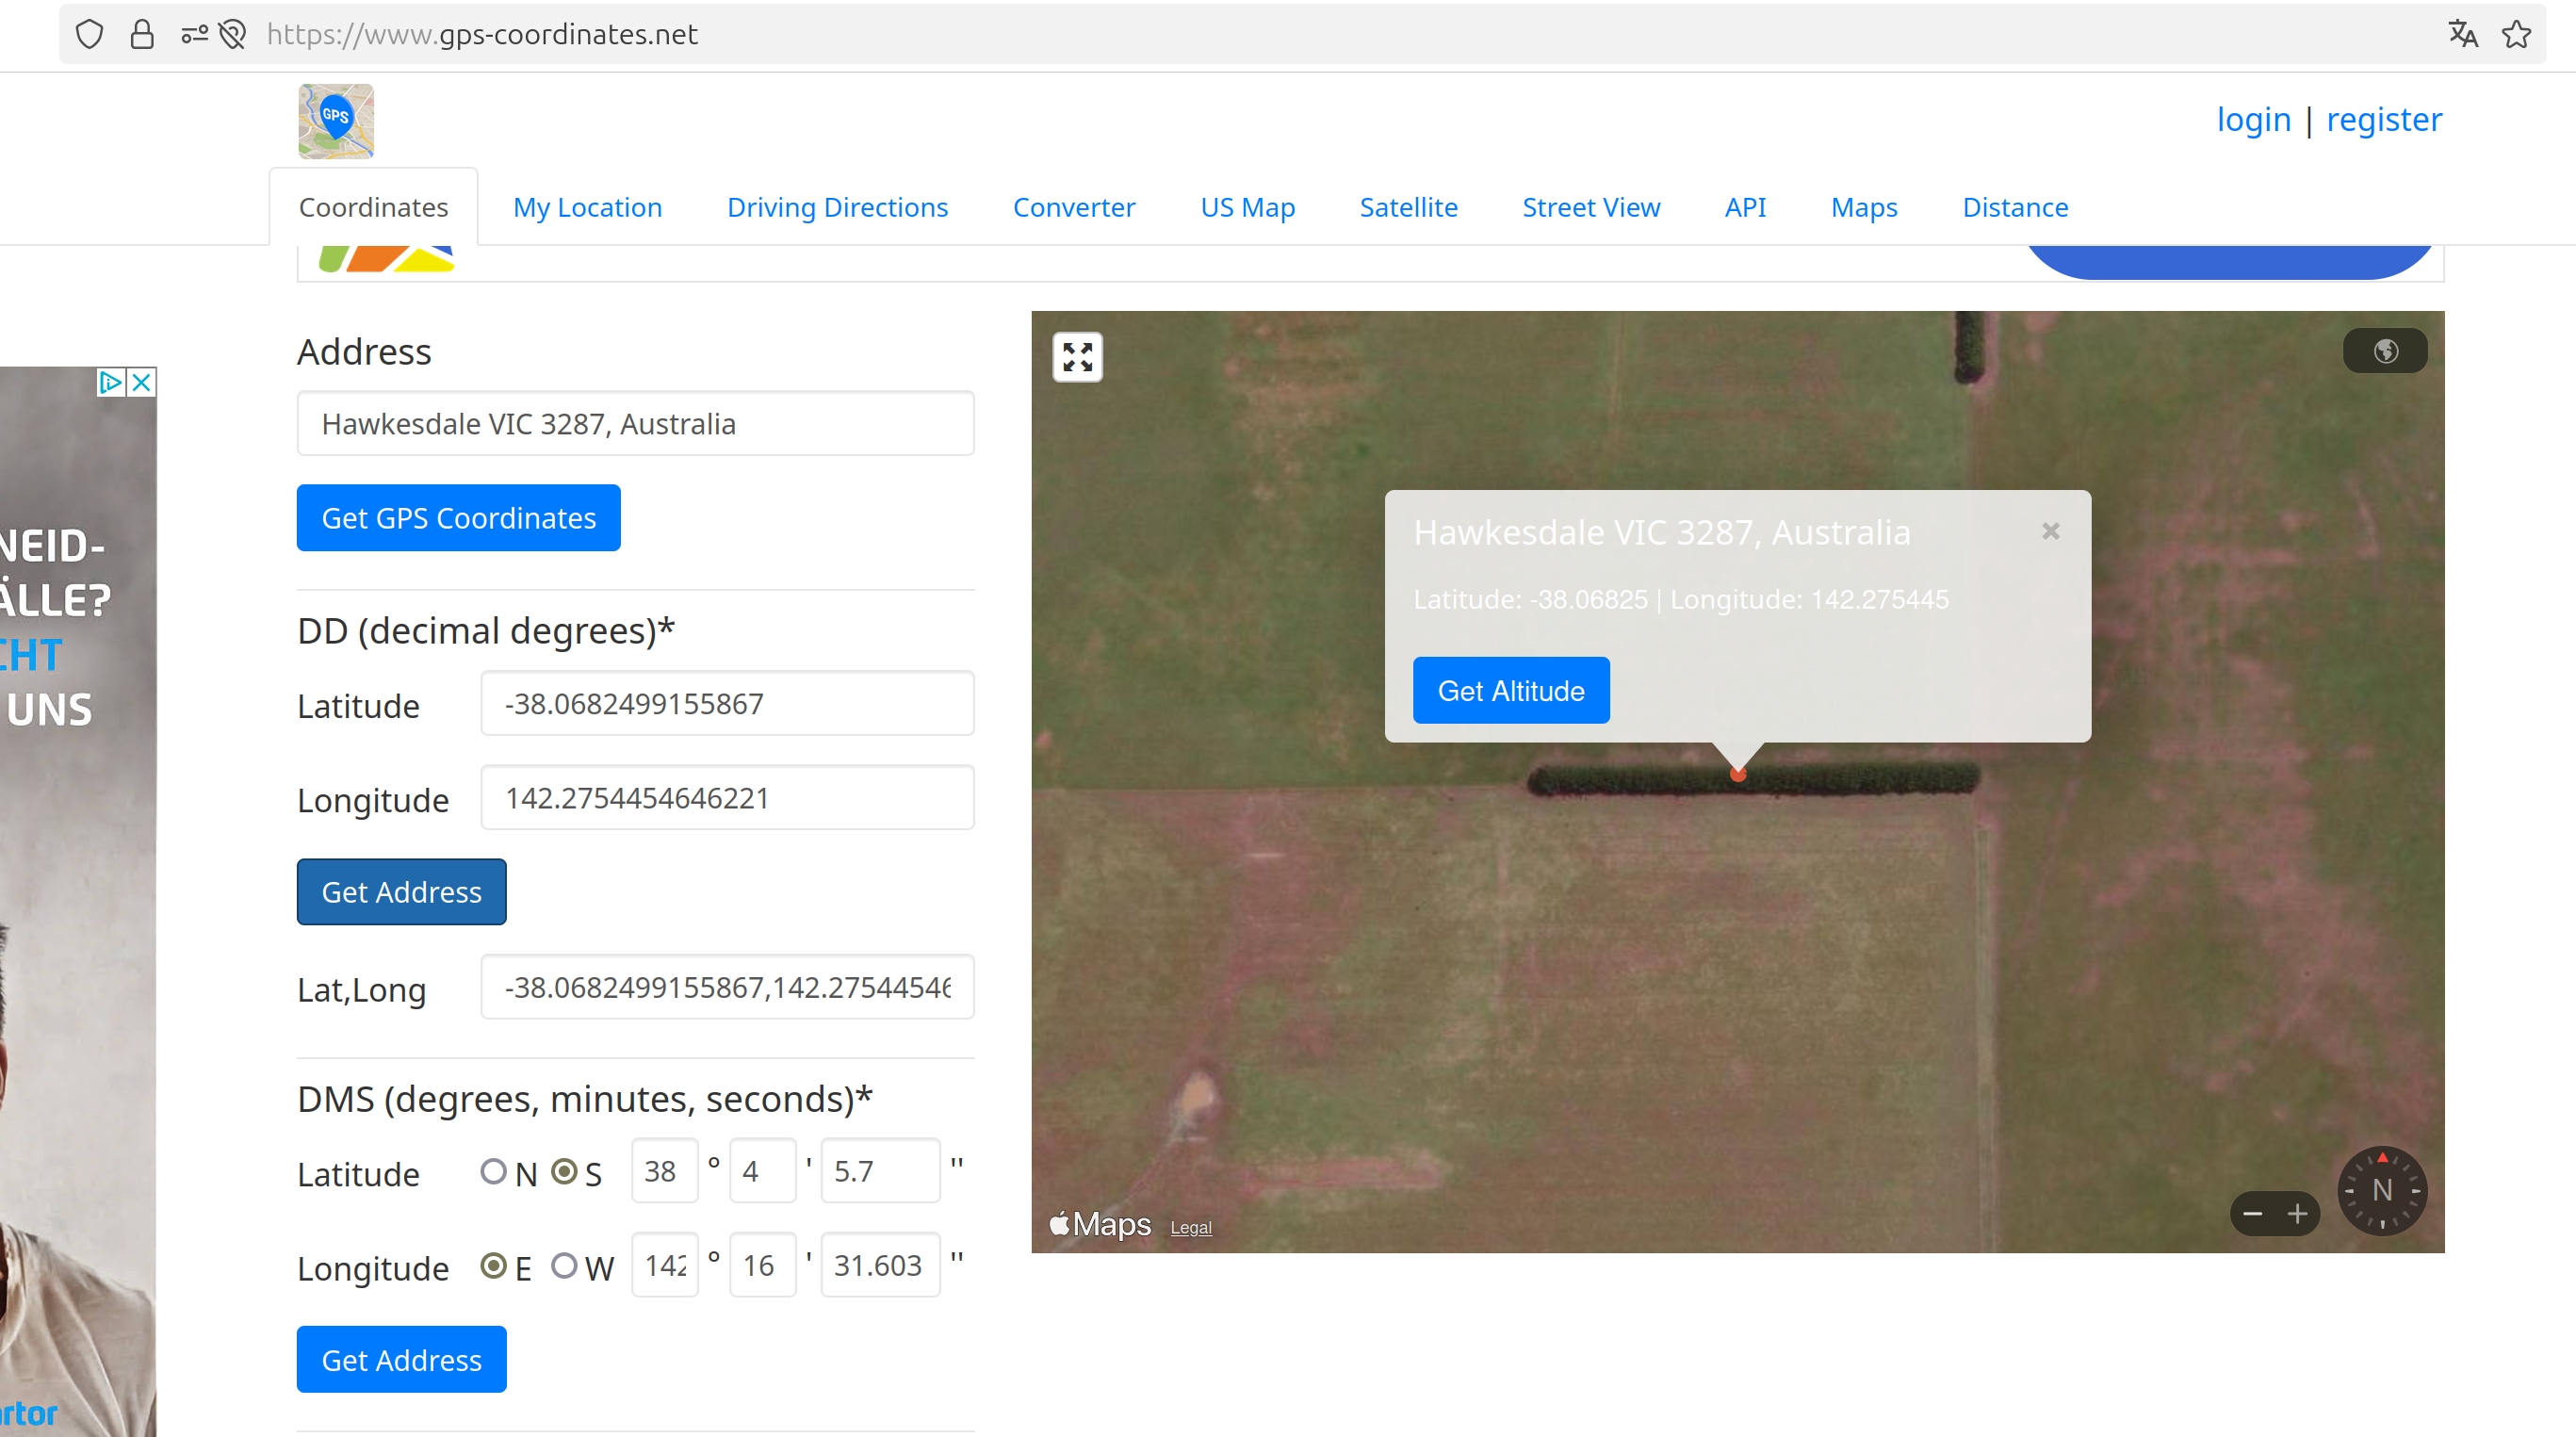 https://www.gps-coordinates.net
GPS
login | register
Coordinates My Location Driving Directions Converter US Map Satellite Street View API Maps Distance
Address
Hawkesdale VIC 3287, Australia
Get GPS Coordinates
DD (decimal degrees)*
Latitude -38.0682499155867
Longitude 142.2754454646221
Get Address
Lat,Long -38.0682499155867,142.27544546
DMS (degrees, minutes, seconds)*
Latitude N S 38 ° 4 ' 5.7 ''
Longitude E W 142 ° 16 ' 31.603 ''
Get Address
Hawkesdale VIC 3287, Australia
Latitude: -38.06825 | Longitude: 142.275445
Get Altitude
Maps Legal
N
NEID-
ÄLLE?
CHT
UNS
rtor